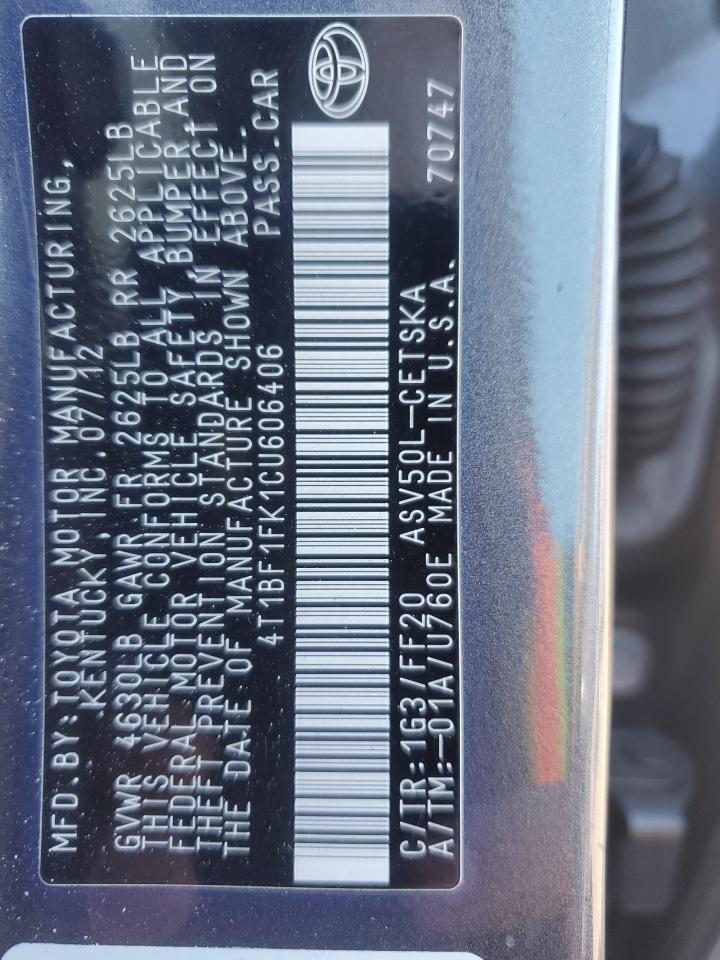 MFD.BY:TOYOTA MOTOR MANUFACTURING,
KENTUCKY,INC.07/12
GVWR 4630LB GAWR.FR 2625LB RR 2625LB
THIS VEHICLE CONFORMS TO ALL APPLICABLE
FEDERAL MOTOR VEHICLE SAFETY,BUMPER AND
THEFT PREVENTION STANDARDS IN EFFECT ON
THE DATE OF MANUFACTURE SHOWN ABOVE.
4T1BF1FK1CU606406 PASS.CAR
C/TR:1G3/FF20 ASV50L-CETSKA
A/TM:-01A/U760E MADE IN U.S.A. 70747